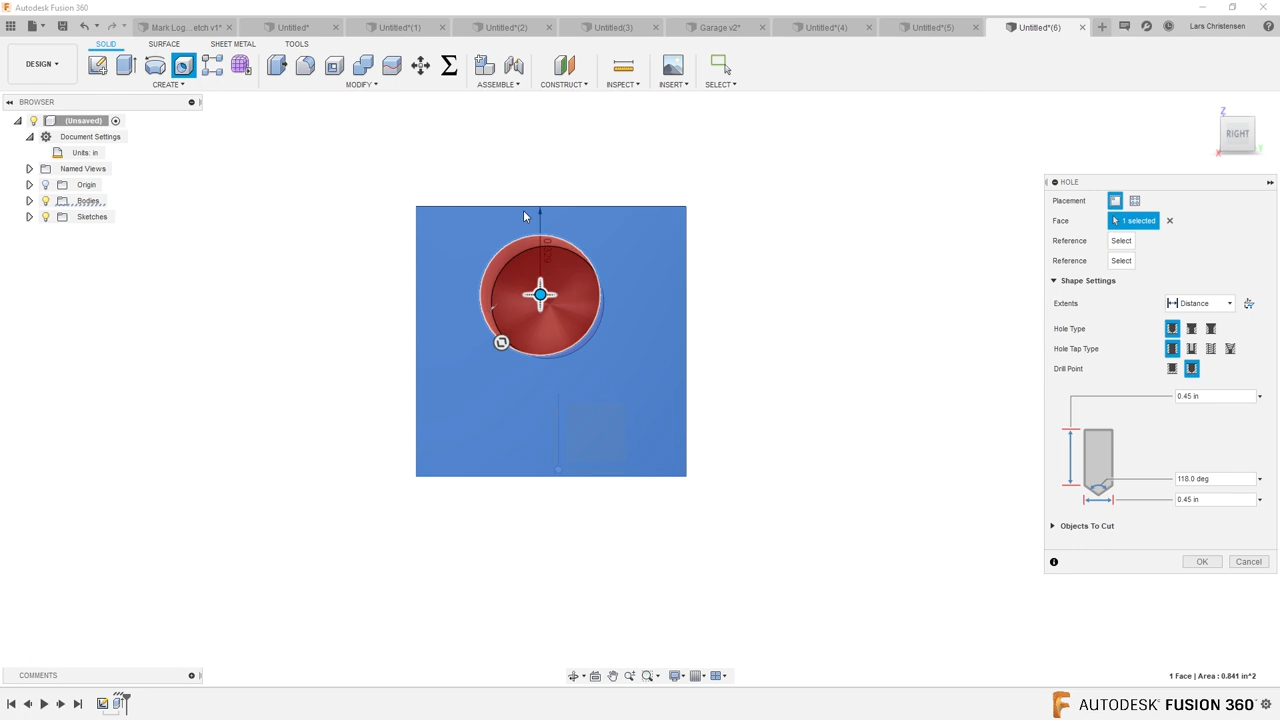 Autodesk Fusion 360
Mark Log...etch v1*
Untitled*
Untitled*(1)
Untitled*(2)
Untitled(3)
Garage v2*
Untitled*(4)
Untitled*(5)
Untitled*(6)
Lars Christensen
DESIGN
SOLID
SURFACE
SHEET METAL
TOOLS
CREATE
MODIFY
ASSEMBLE
CONSTRUCT
INSPECT
INSERT
SELECT
BROWSER
(Unsaved)
Document Settings
Units: in
Named Views
Origin
Bodies
Sketches
Z
RIGHT
X
Y
HOLE
Placement
Face
1 selected
Reference
Select
Reference
Select
Shape Settings
Extents
Distance
Hole Type
Hole Tap Type
Drill Point
0.45 in
118.0 deg
0.45 in
Objects To Cut
OK
Cancel
COMMENTS
1 Face | Area : 0.841 in^2
AUTODESK FUSION 360